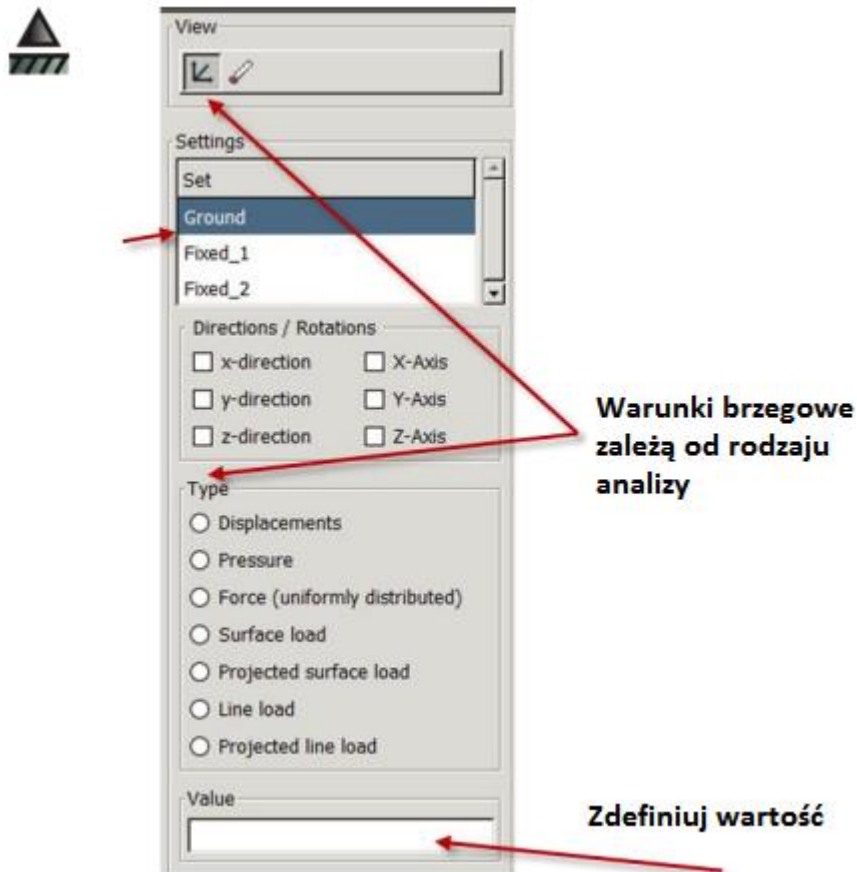 View
Settings
Set
Ground
Fixed_1
Fixed_2
Directions / Rotations
x-direction X-Axis
y-direction Y-Axis
z-direction Z-Axis
Warunki brzegowe
zależą od rodzaju
analizy
Type
Displacements
Pressure
Force (uniformly distributed)
Surface load
Projected surface load
Line load
Projected line load
Value
Zdefiniuj wartość